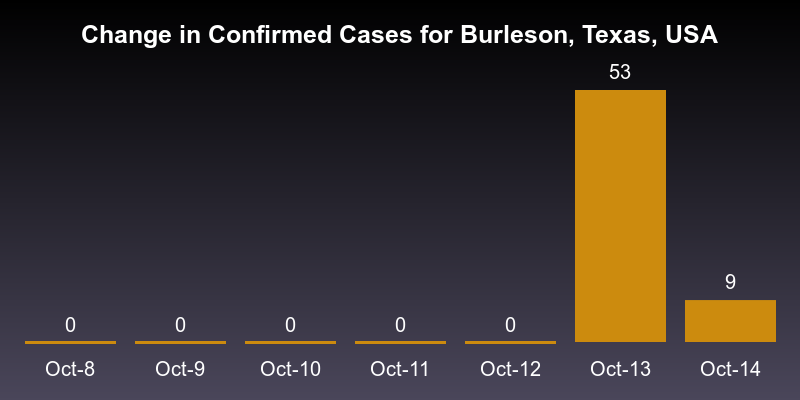 Change in Confirmed Cases for Burleson, Texas, USA
53
9
0 0 0 0 0
Oct-8 Oct-9 Oct-10 Oct-11 Oct-12 Oct-13 Oct-14